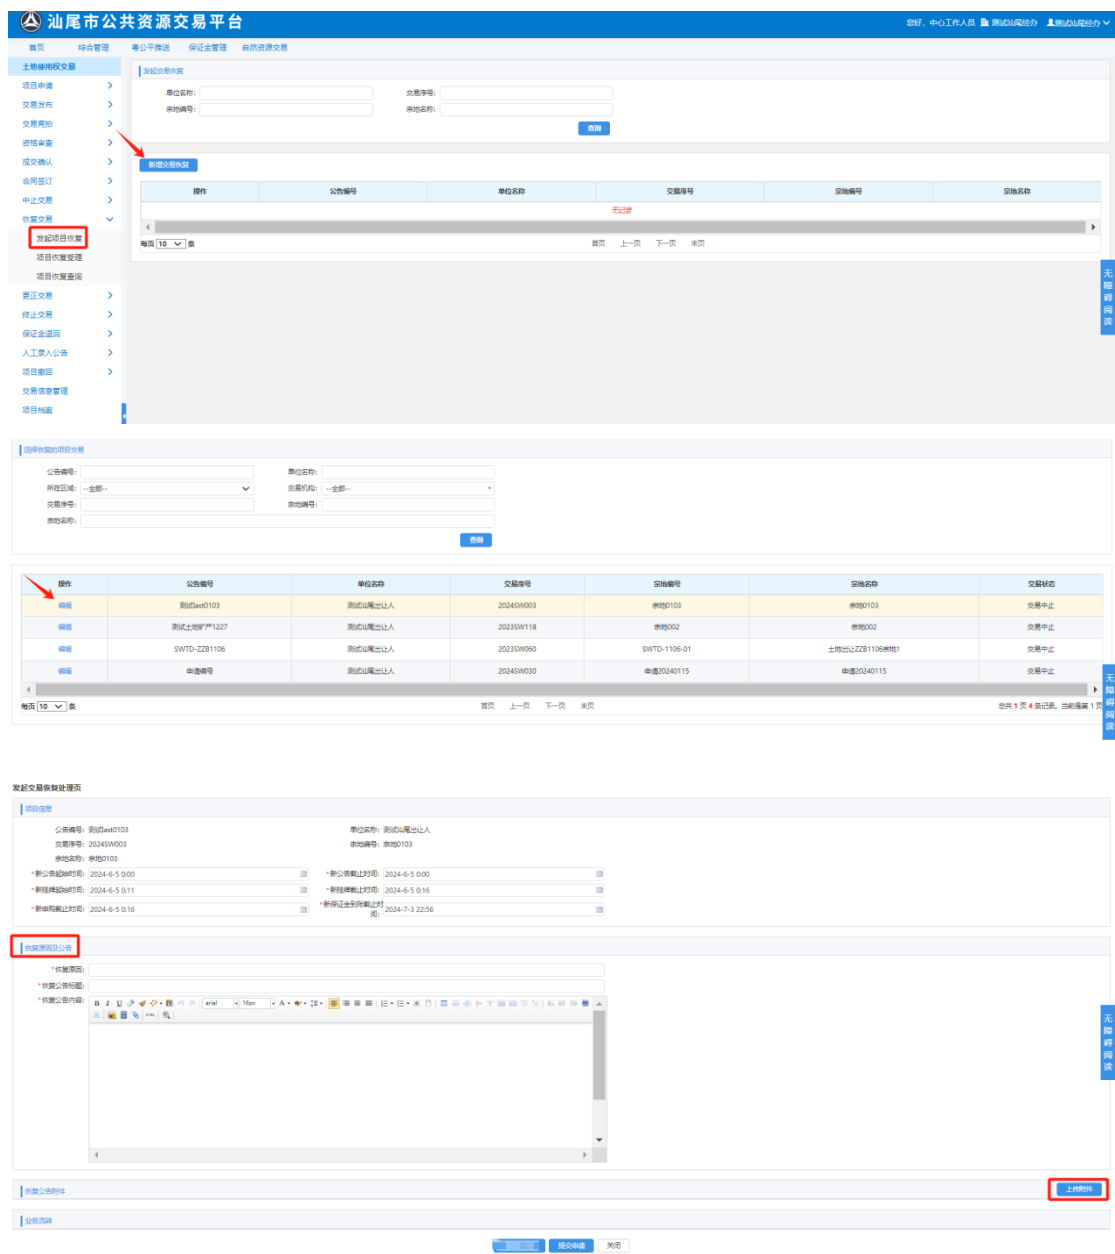 汕尾市公共资源交易平台
您好，中心工作人员 测试汕尾经办 测试汕尾经办
首页 综合管理 粤公平推送 保证金管理 自然资源交易
土地使用权交易
项目申请
交易发布
交易竞拍
资格审查
成交确认
合同签订
中止交易
恢复交易
发起项目恢复
项目恢复受理
项目恢复查询
更正交易
终止交易
保证金退回
人工录入公告
项目撤回
交易信息管理
项目档案
发起交易恢复
单位名称: 交易序号:
宗地编号: 宗地名称:
查询
新增交易恢复
操作 公告编号 单位名称 交易序号 宗地编号 宗地名称
无记录
每页 10 条 首页 上一页 下一页 末页
无障碍阅读
选择恢复的项目交易
公告编号: 单位名称:
所在区域: --全部-- 交易机构: --全部--
交易序号: 宗地编号:
宗地名称:
查询
操作 公告编号 单位名称 交易序号 宗地编号 宗地名称 交易状态
编辑 测试last0103 测试汕尾出让人 2024SW003 宗地0103 宗地0103 交易中止
编辑 测试土地矿产1227 测试汕尾出让人 2023SW118 宗地002 宗地002 交易中止
编辑 SWTD-ZZB1106 测试汕尾出让人 2023SW060 SWTD-1106-01 土地出让ZZB1106宗地1 交易中止
编辑 申请编号 测试汕尾出让人 2024SW030 申请20240115 申请20240115 交易中止
每页 10 条 首页 上一页 下一页 末页 总共 1 页 4 条记录。当前是第 1 页
无障碍阅读
发起交易恢复处理页
项目信息
公告编号: 测试last0103 单位名称: 测试汕尾出让人
交易序号: 2024SW003 宗地编号: 宗地0103
宗地名称: 宗地0103
*新公告起始时间: 2024-6-5 0:00 *新公告截止时间: 2024-6-5 0:00
*新挂牌起始时间: 2024-6-5 0:11 *新挂牌截止时间: 2024-6-5 0:16
*新申购截止时间: 2024-6-5 0:16 *新保证金到账截止时间: 2024-7-3 22:56
恢复原因及公告
*恢复原因:
*恢复公告标题:
*恢复公告内容:
B I U arial 16px A HTML
无障碍阅读
恢复公告附件 上传附件
业务流转
提交申请 关闭